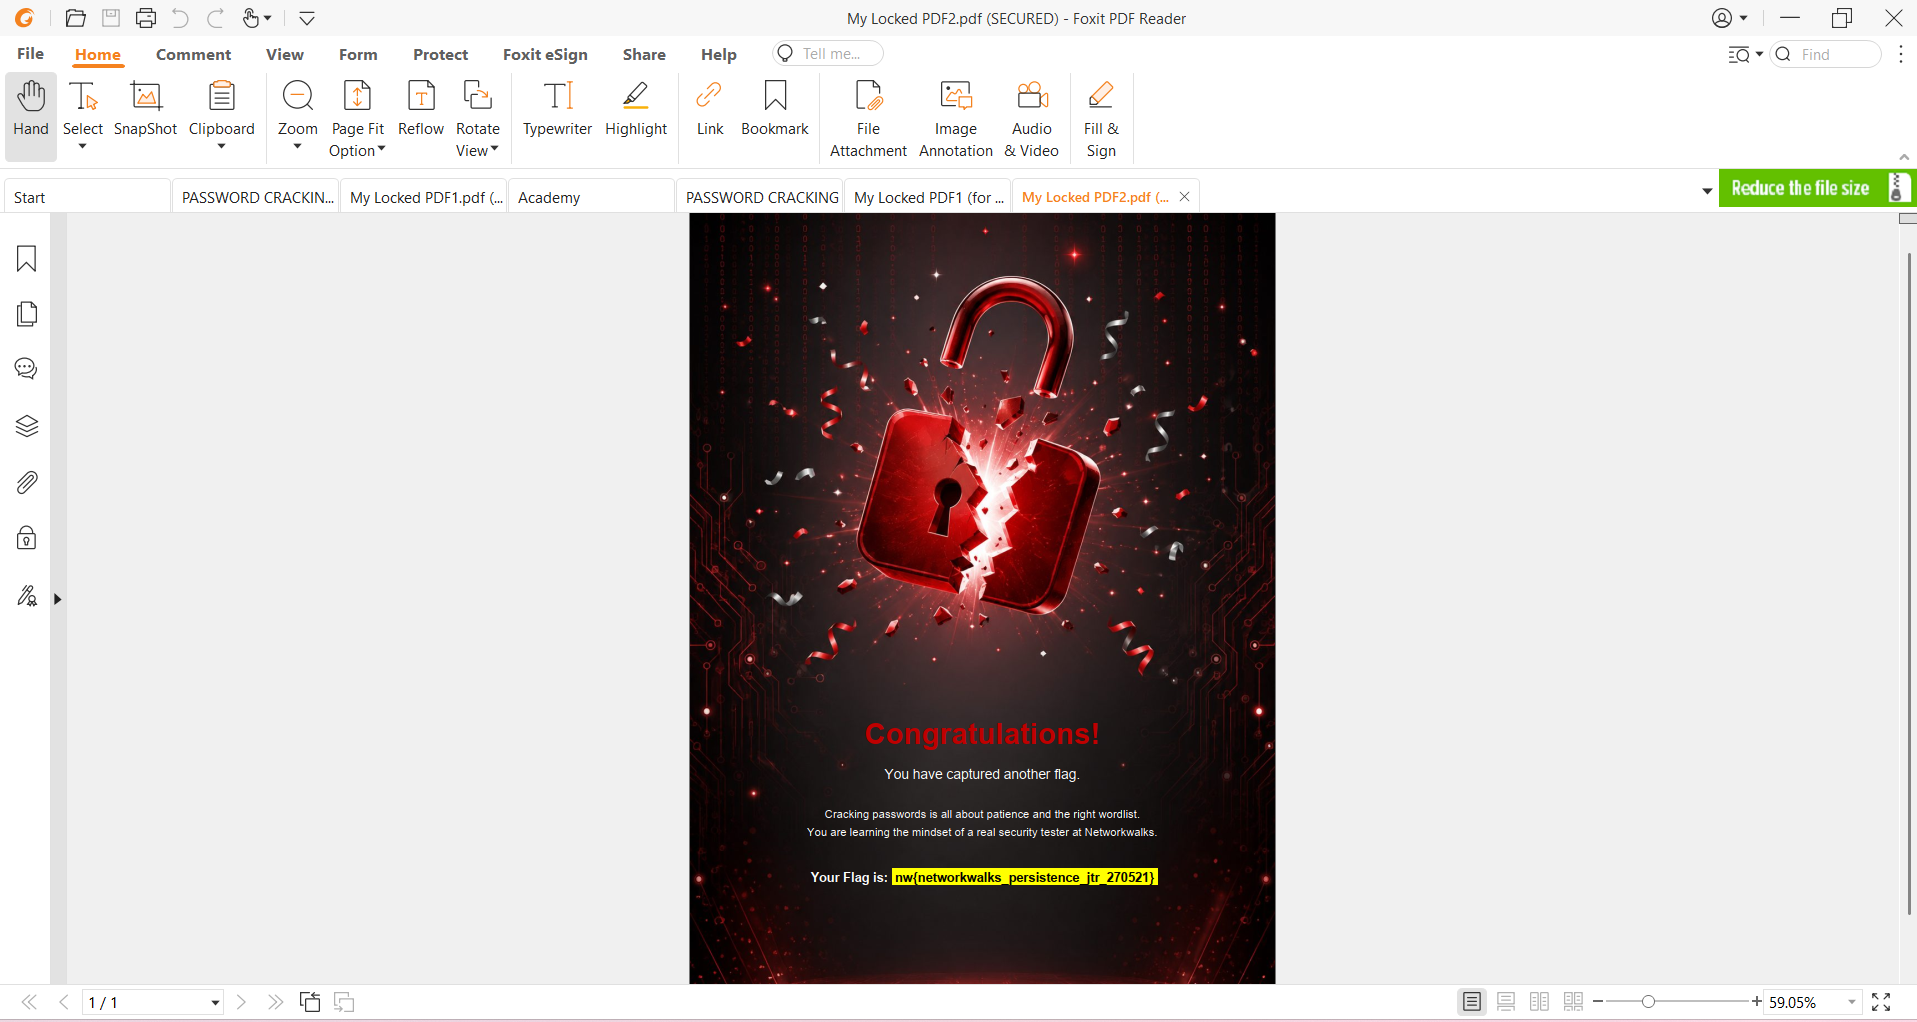 My Locked PDF2.pdf (SECURED) - Foxit PDF Reader
File Home Comment View Form Protect Foxit eSign Share Help Tell me... Find
Hand Select SnapShot Clipboard Zoom Page Fit Option Reflow Rotate View Typewriter Highlight Link Bookmark File Attachment Image Annotation Audio & Video Fill & Sign
Start PASSWORD CRACKIN... My Locked PDF1.pdf (... Academy PASSWORD CRACKING My Locked PDF1 (for ... My Locked PDF2.pdf (... Reduce the file size
Congratulations!
You have captured another flag.
Cracking passwords is all about patience and the right wordlist.
You are learning the mindset of a real security tester at Networkwalks.
Your Flag is: nw{networkwalks_persistence_jtr_270521}
1 / 1 59.05%